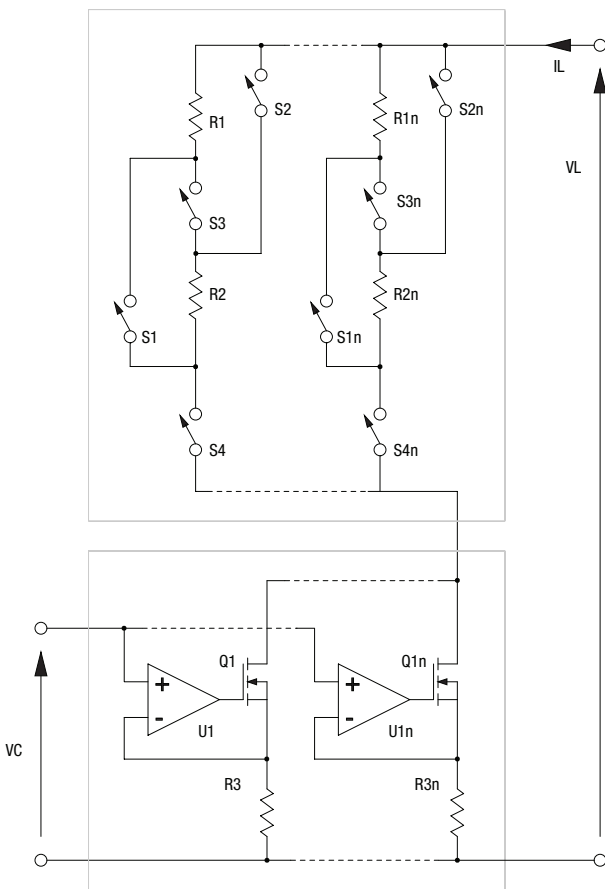 IL
R1
S2
R1n
S2n
VL
S3
S3n
R2
R2n
S1
S1n
S4
S4n
Q1
Q1n
+
+
-
-
U1
U1n
VC
R3
R3n